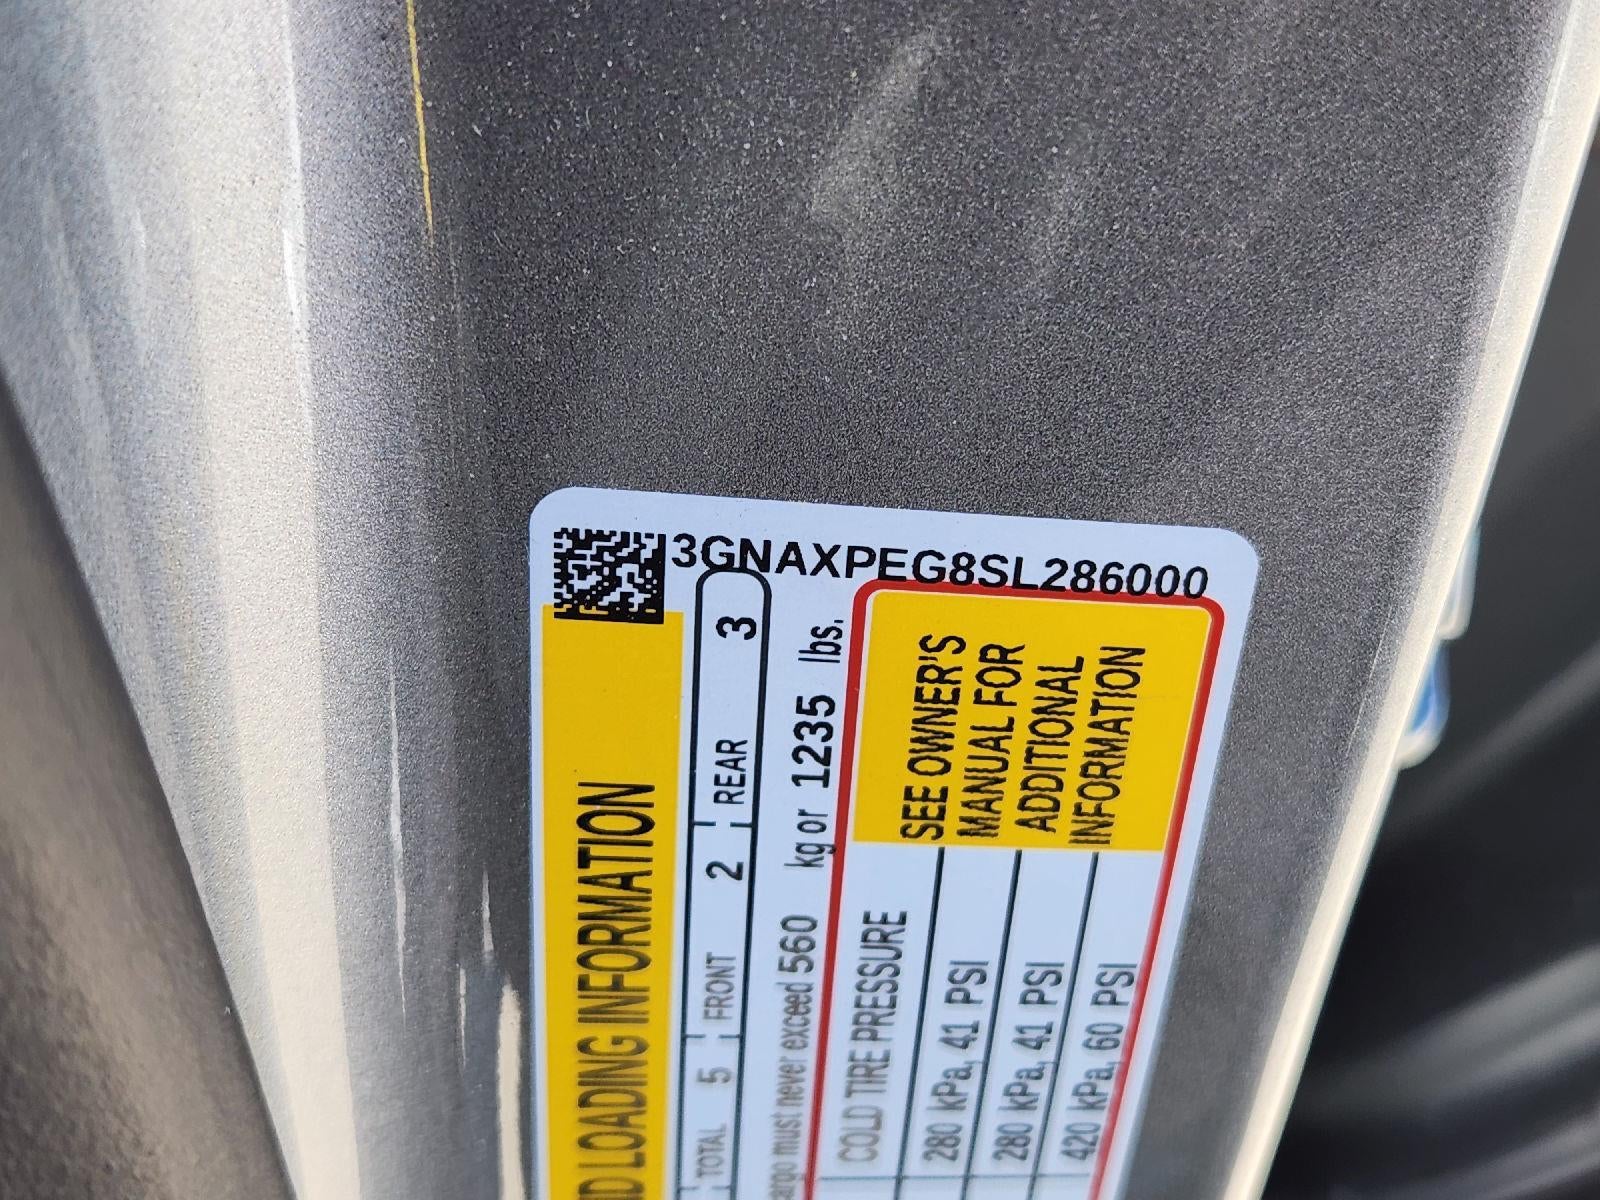 3GNAXPEG8SL286000
LOADING INFORMATION
TOTAL 5 FRONT 2 REAR 3
must never exceed 560 kg or 1235 lbs.
COLD TIRE PRESSURE
280 kPa, 41 PSI
280 kPa, 41 PSI
420 kPa, 60 PSI
SEE OWNER'S
MANUAL FOR
ADDITIONAL
INFORMATION